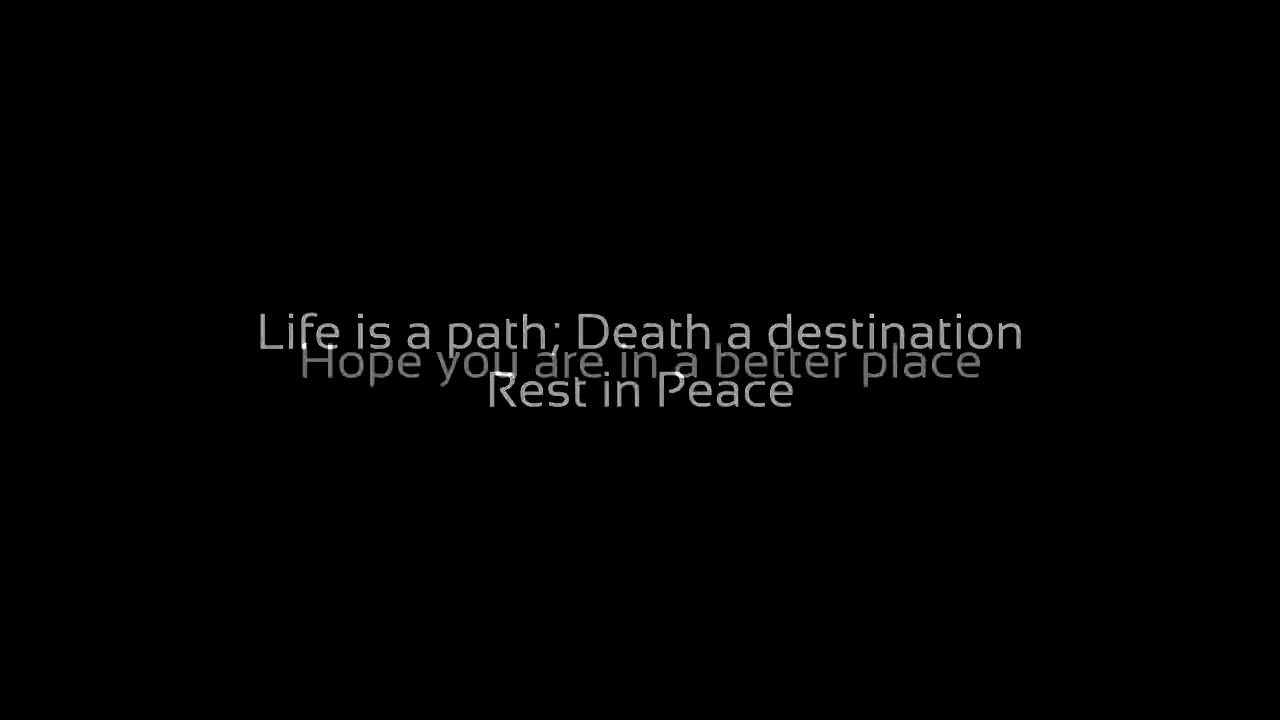 Life is a path; Death a destination
Hope you are in a better place
Rest in Peace